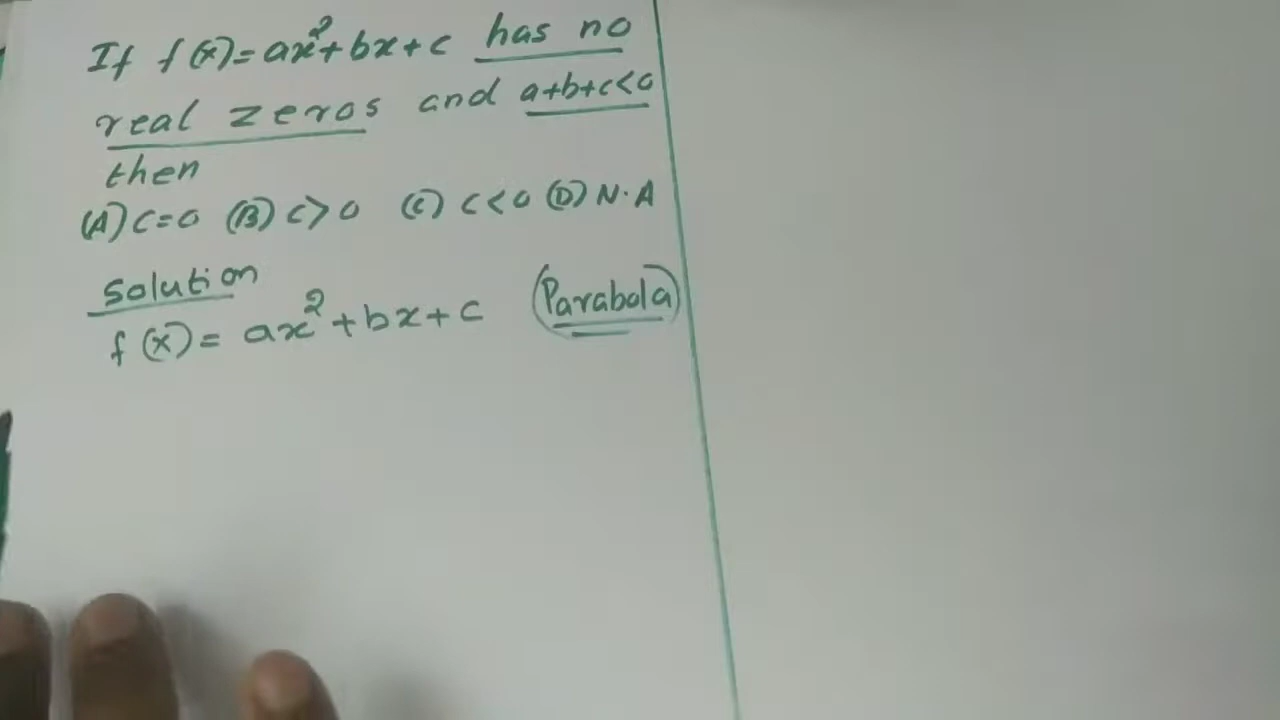 If f(x)=ax²+bx+c has no
real zeros and a+b+c<0
then
(A) C=0 (B) C>0 (C) C<0 (D) N.A
Solution
f(x)= ax²+bx+c (Parabola)